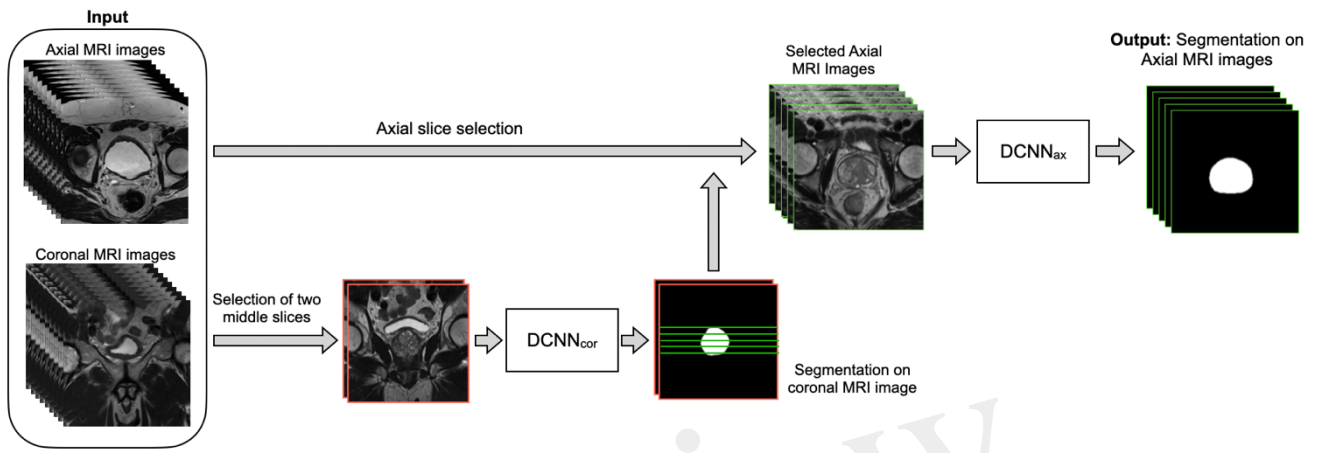 Input
Axial MRI images
Coronal MRI images
Axial slice selection
Selection of two
middle slices
DCNNcor
Segmentation on
coronal MRI image
Selected Axial
MRI Images
DCNNax
Output: Segmentation on
Axial MRI images